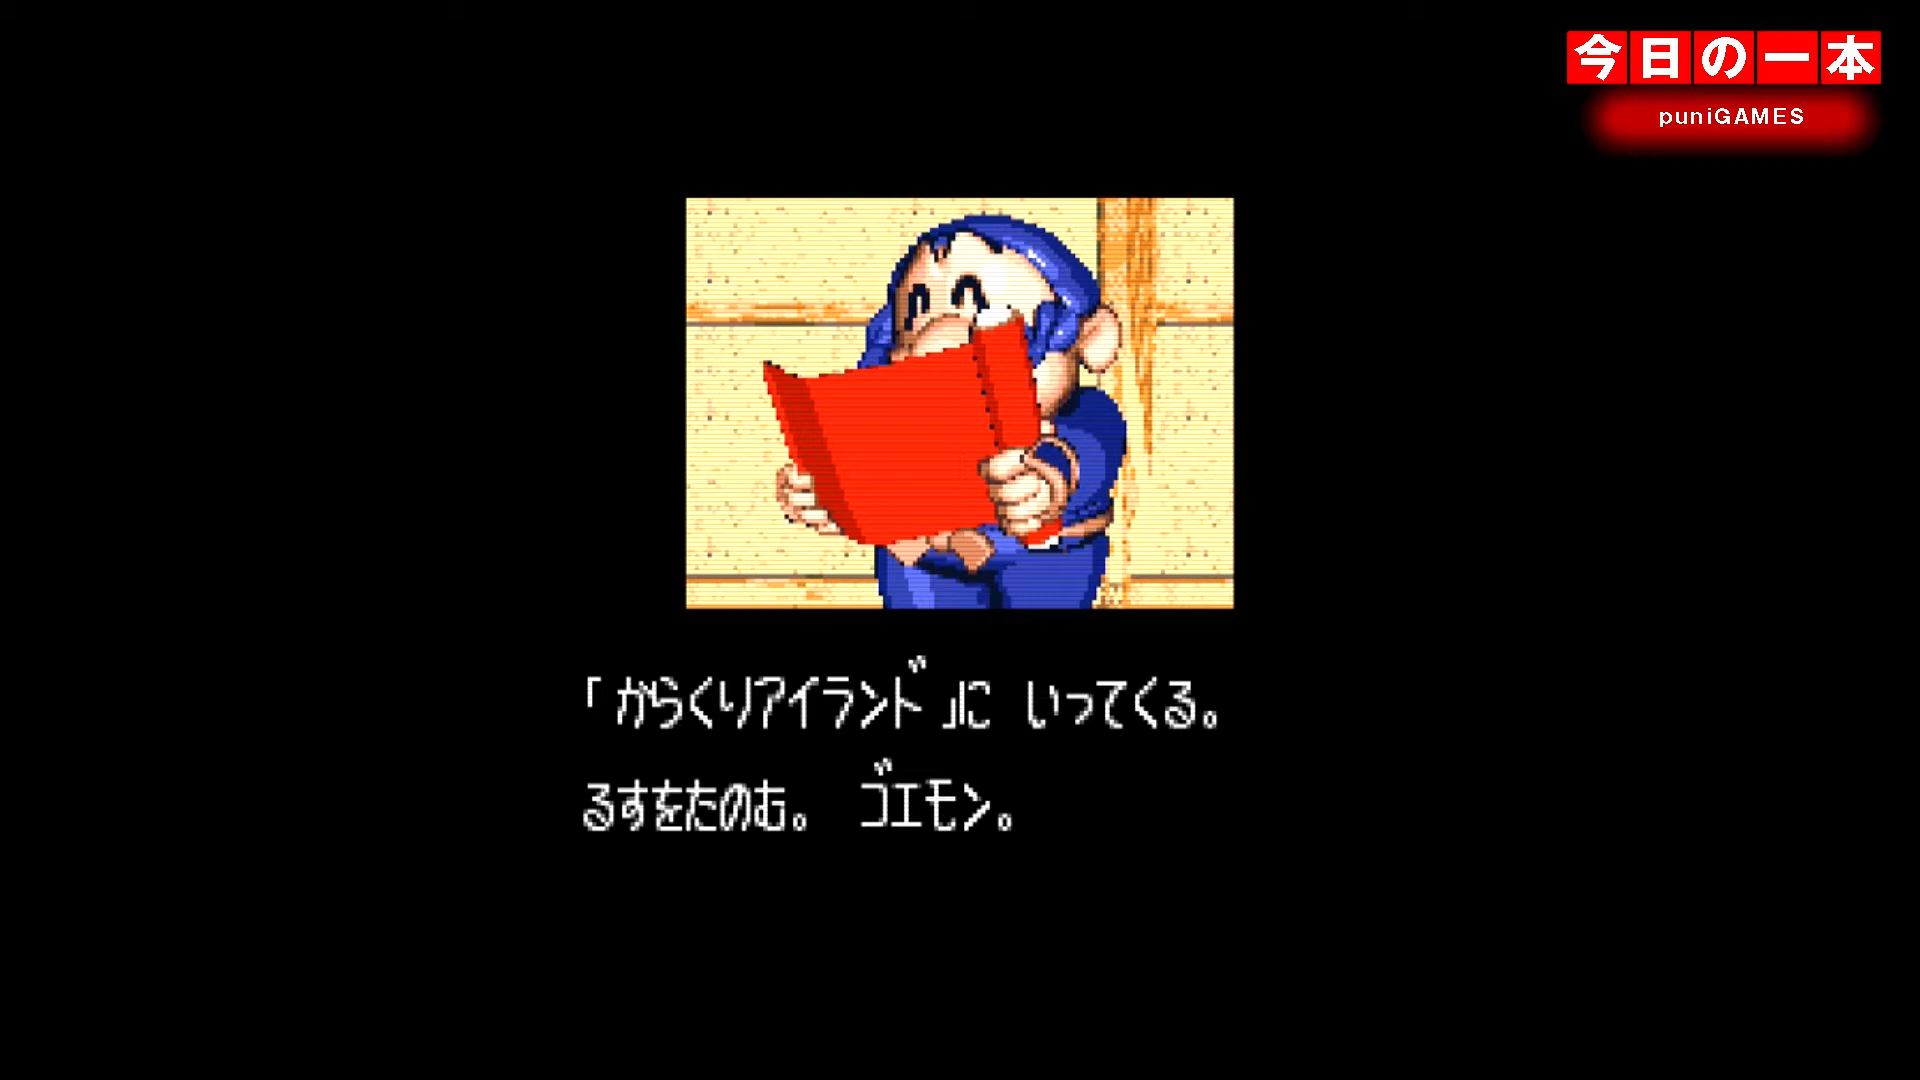 今日の一本
puniGAMES
「からくりアイランド」に いってくる。
るすをたのむ。 ゴエモン。